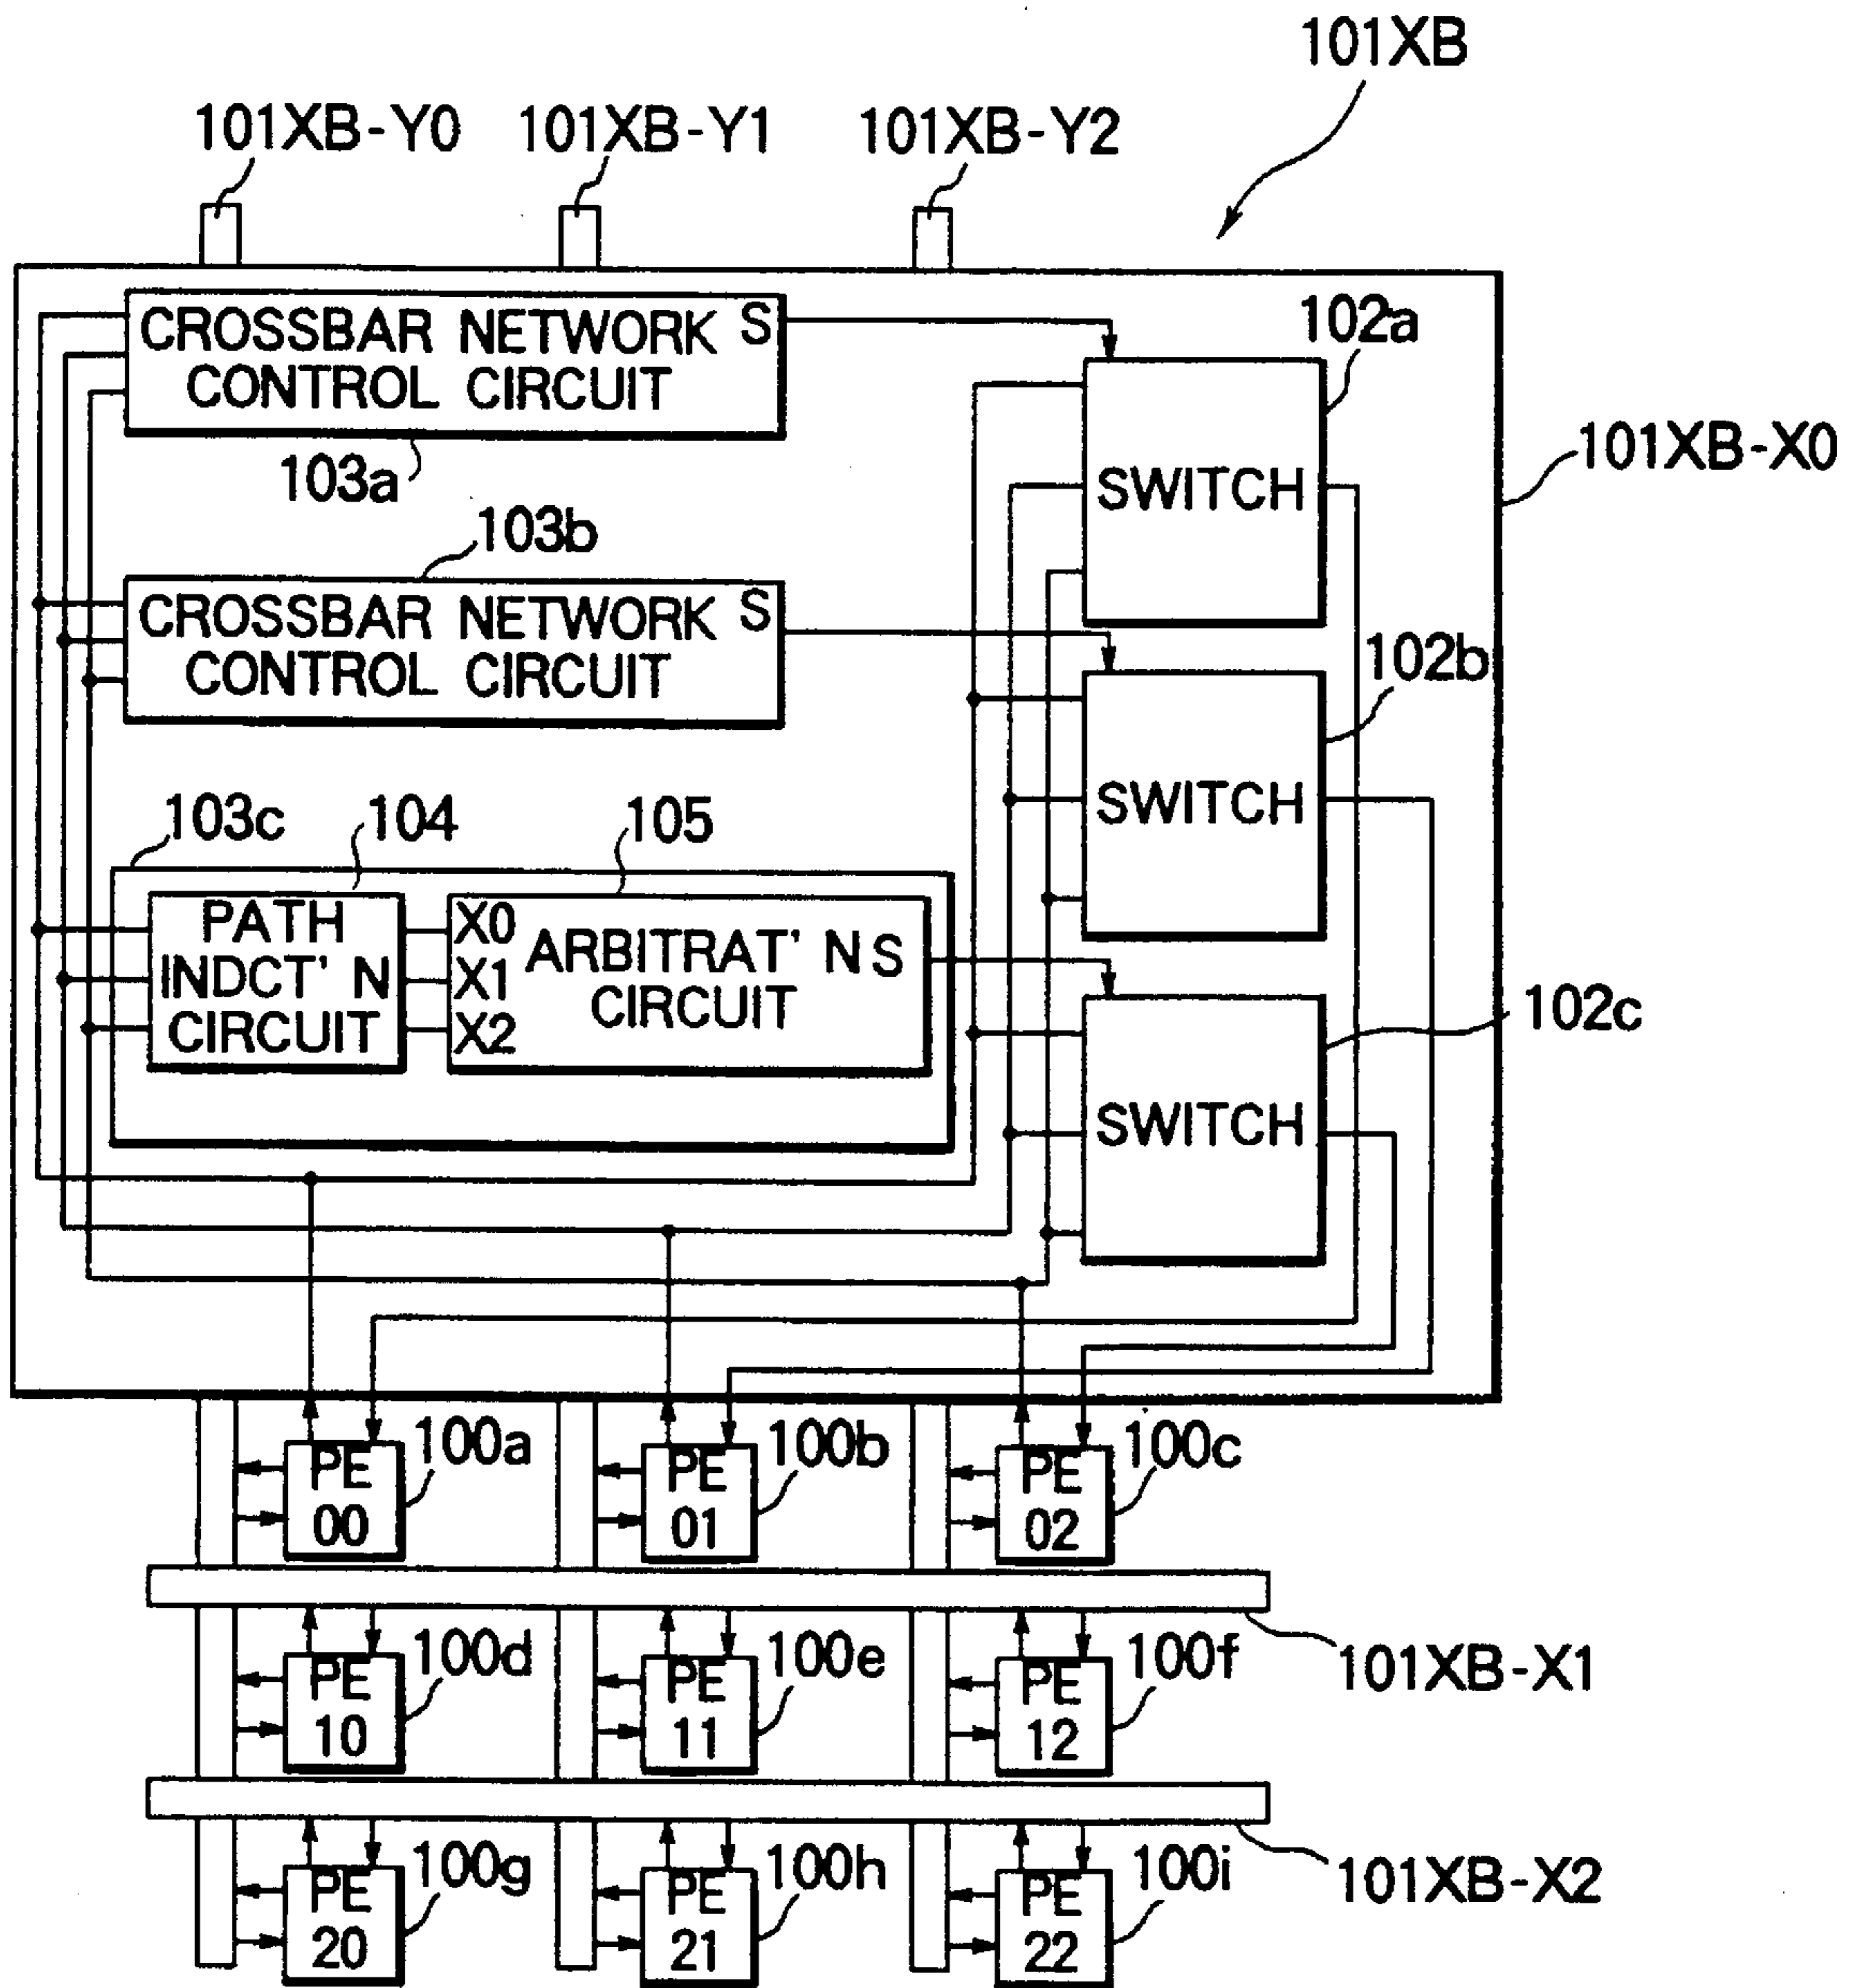 101XB
101XB-Y0
101XB-Y1
101XB-Y2
CROSSBAR NETWORK S
CONTROL CIRCUIT
103a
102a
SWITCH
101XB-X0
103b
CROSSBAR NETWORK S
CONTROL CIRCUIT
102b
SWITCH
103c
104
105
PATH
INDCT' N
CIRCUIT
X0
X1
X2
ARBITRAT' N S
CIRCUIT
102c
SWITCH
PE
00
100a
PE
01
100b
PE
02
100c
101XB-X1
PE
10
100d
PE
11
100e
PE
12
100f
101XB-X2
PE
20
100g
PE
21
100h
PE
22
100i